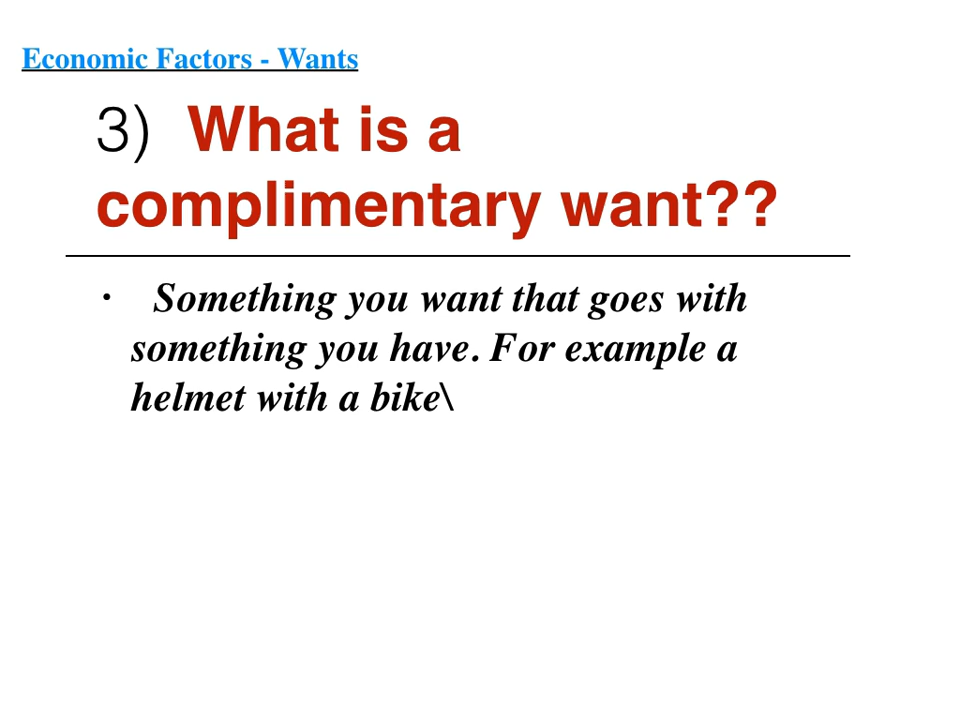 Economic Factors - Wants
3) What is a
complimentary want??
· Something you want that goes with
something you have. For example a
helmet with a bike\